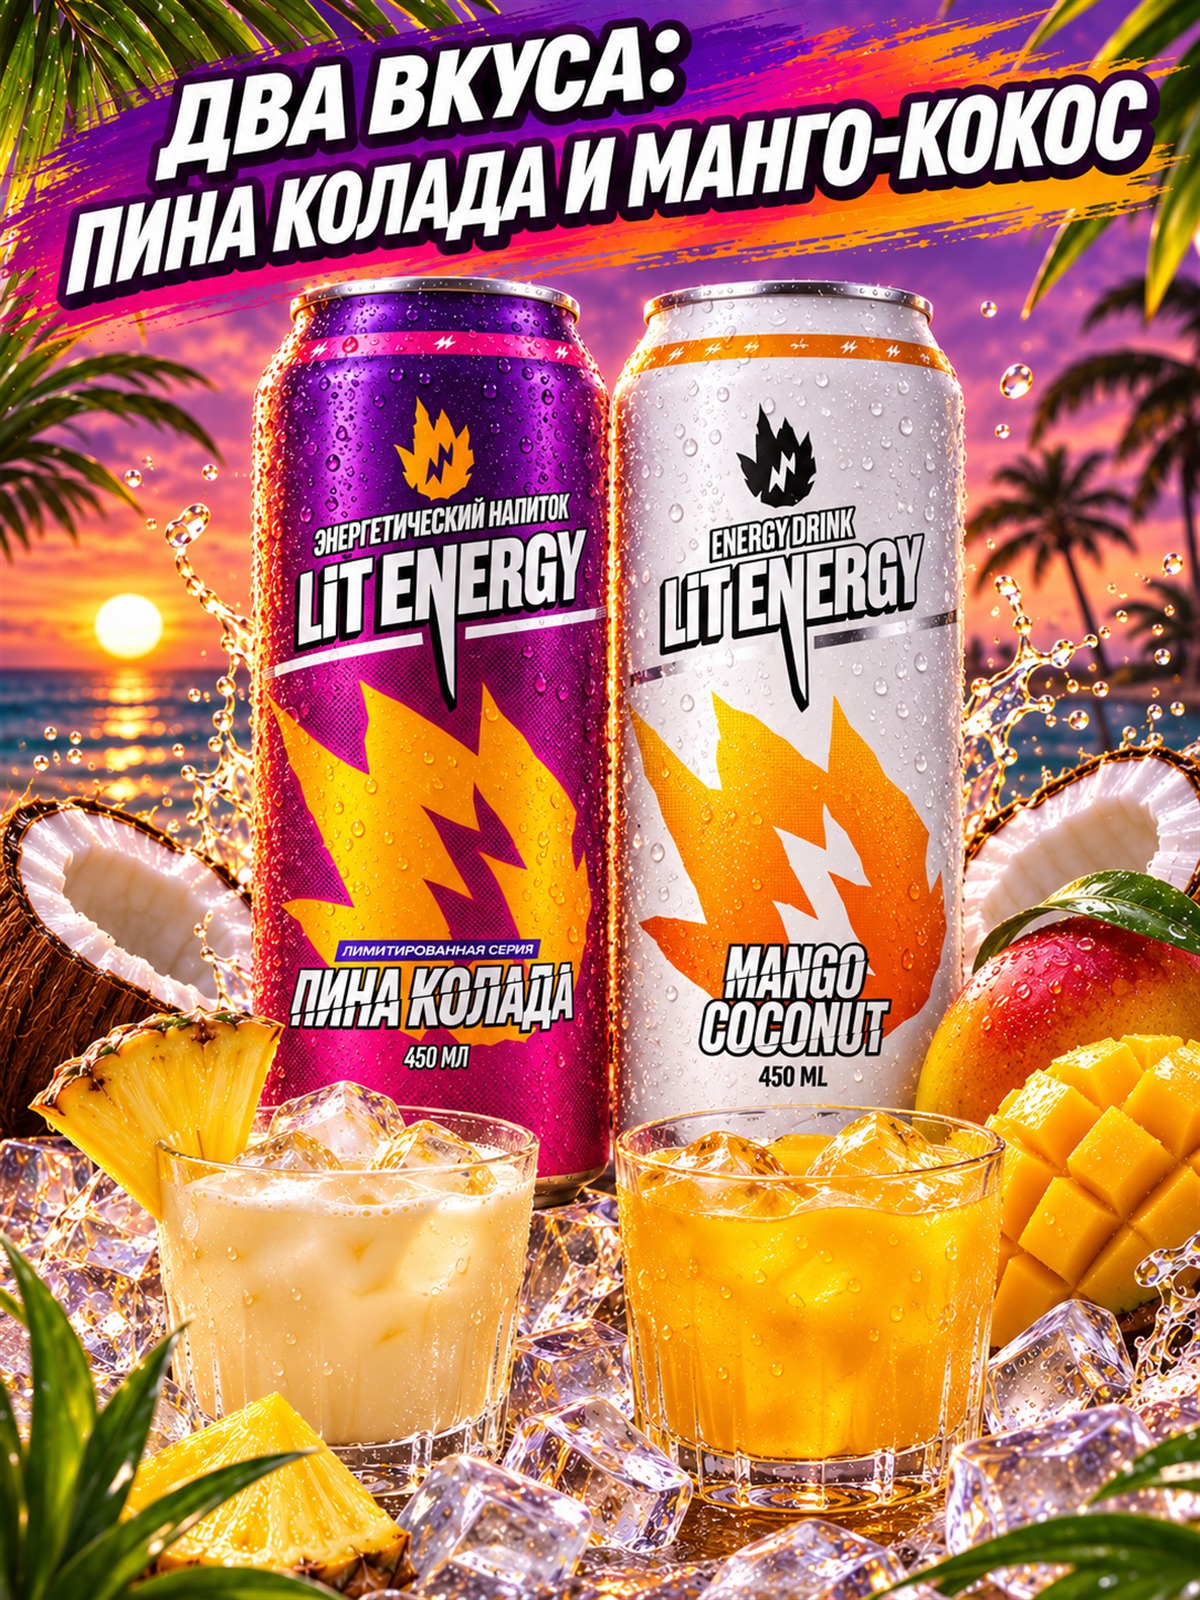 ДВА ВКУСА:
ПИНА КОЛАДА И МАНГО-КОКОС
ЭНЕРГЕТИЧЕСКИЙ НАПИТОК
LiT ENERGY
ЛИМИТИРОВАННАЯ СЕРИЯ
ПИНА КОЛАДА
450 МЛ
ENERGY DRINK
LiT ENERGY
MANGO
COCONUT
450 ML